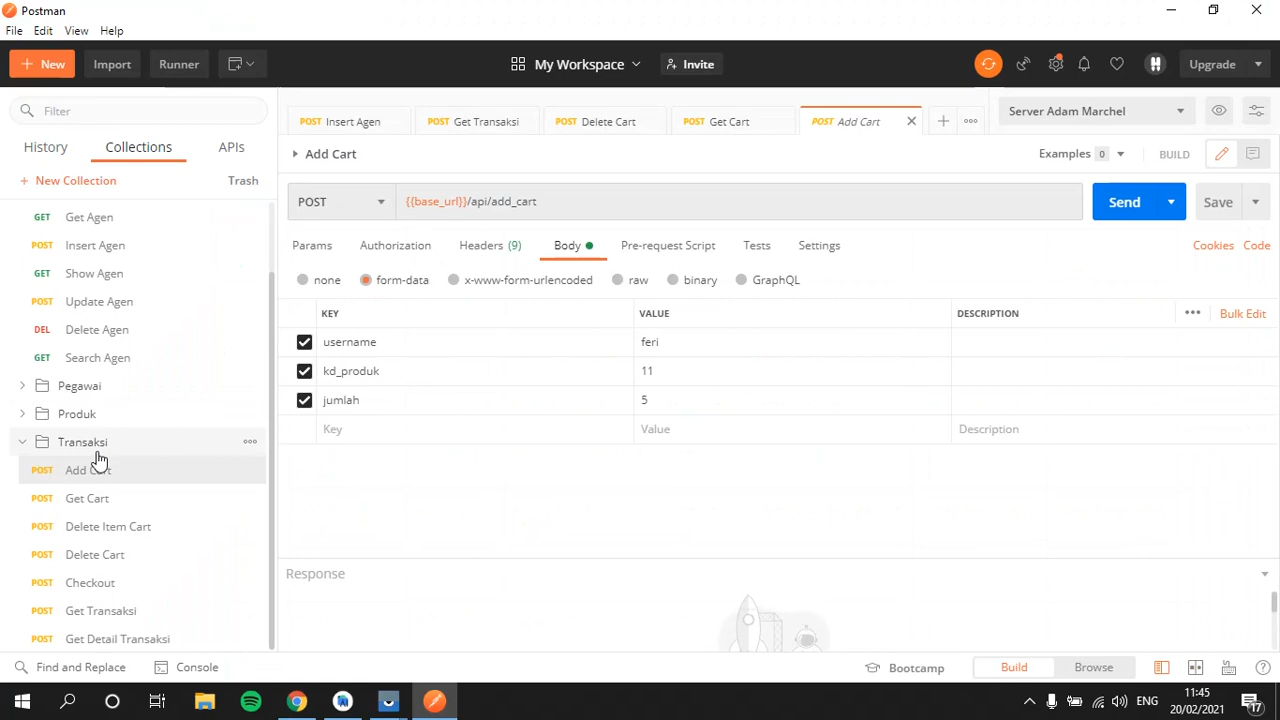 Postman
File Edit View Help
New Import Runner My Workspace Invite Upgrade
Filter
History Collections APIs
New Collection Trash
GET Get Agen
POST Insert Agen
GET Show Agen
POST Update Agen
DEL Delete Agen
GET Search Agen
Pegawai
Produk
Transaksi
POST Add Cart
POST Get Cart
POST Delete Item Cart
POST Delete Cart
POST Checkout
POST Get Transaksi
POST Get Detail Transaksi
POST Insert Agen POST Get Transaksi POST Delete Cart POST Get Cart POST Add Cart
Server Adam Marchel
Add Cart Examples 0 BUILD
POST {{base_url}}/api/add_cart Send Save
Params Authorization Headers (9) Body Pre-request Script Tests Settings Cookies Code
none form-data x-www-form-urlencoded raw binary GraphQL
KEY VALUE DESCRIPTION Bulk Edit
username feri
kd_produk 11
jumlah 5
Key Value Description
Response
Find and Replace Console Bootcamp Build Browse
ENG
11:45
20/02/2021
17